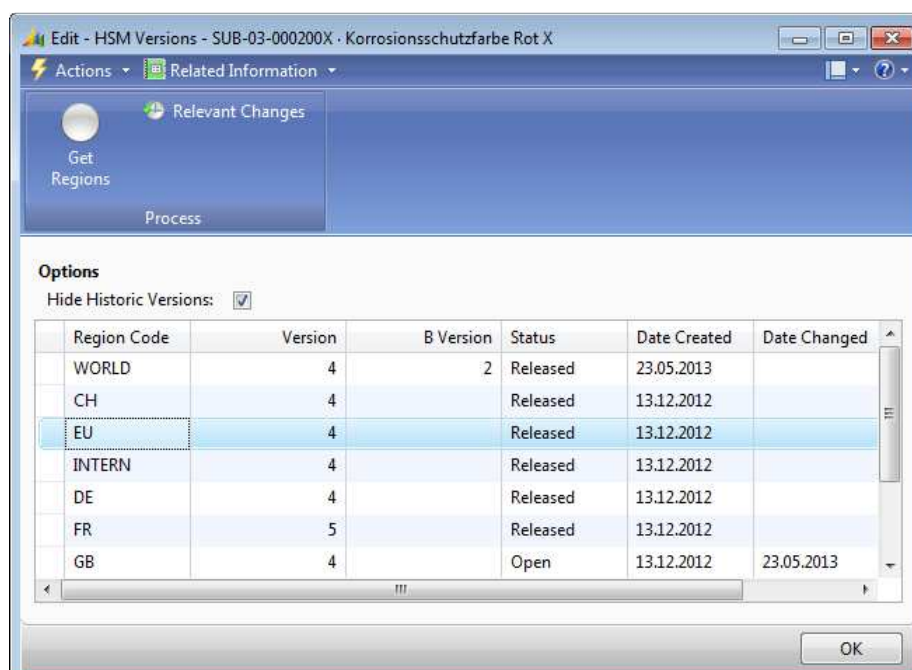 Edit - HSM Versions - SUB-03-000200X · Korrosionsschutzfarbe Rot X
Actions Related Information
Get Regions
Relevant Changes
Process
Options
Hide Historic Versions:
Region Code Version B Version Status Date Created Date Changed
WORLD 4 2 Released 23.05.2013
CH 4 Released 13.12.2012
EU 4 Released 13.12.2012
INTERN 4 Released 13.12.2012
DE 4 Released 13.12.2012
FR 5 Released 13.12.2012
GB 4 Open 13.12.2012 23.05.2013
OK